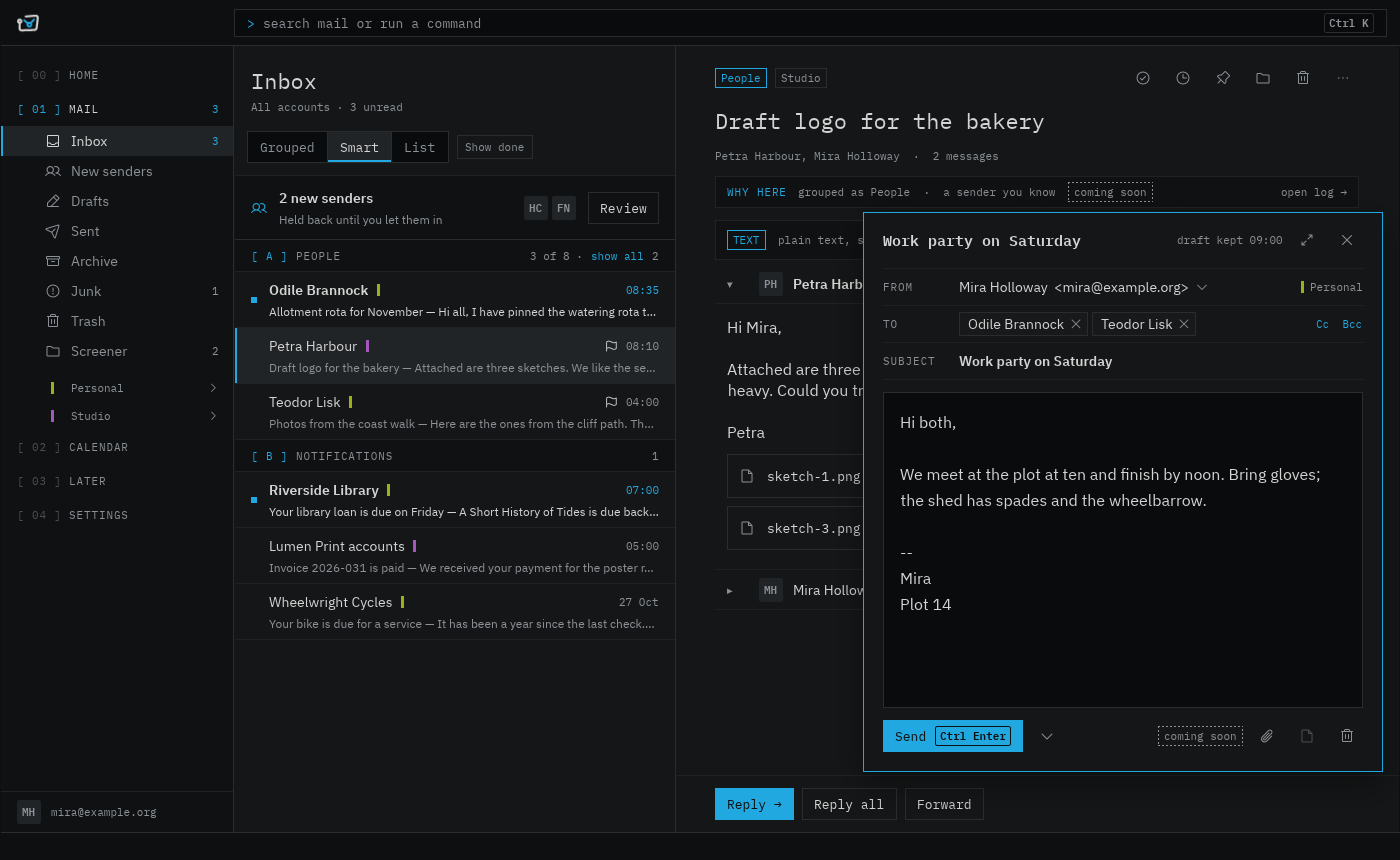 > search mail or run a command
Ctrl K
[ 00 ] HOME
[ 01 ] MAIL 3
Inbox 3
New senders
Drafts
Sent
Archive
Junk 1
Trash
Screener 2
Personal
Studio
[ 02 ] CALENDAR
[ 03 ] LATER
[ 04 ] SETTINGS
MH mira@example.org
Inbox
All accounts · 3 unread
Grouped Smart List Show done
2 new senders
Held back until you let them in
HC FN Review
[ A ] PEOPLE 3 of 8 · show all 2
Odile Brannock 08:35
Allotment rota for November — Hi all, I have pinned the watering rota t…
Petra Harbour 08:10
Draft logo for the bakery — Attached are three sketches. We like the se…
Teodor Lisk 04:00
Photos from the coast walk — Here are the ones from the cliff path. Th…
[ B ] NOTIFICATIONS 1
Riverside Library 07:00
Your library loan is due on Friday — A Short History of Tides is due back…
Lumen Print accounts 05:00
Invoice 2026-031 is paid — We received your payment for the poster r…
Wheelwright Cycles 27 Oct
Your bike is due for a service — It has been a year since the last check.…
People Studio
Draft logo for the bakery
Petra Harbour, Mira Holloway · 2 messages
WHY HERE grouped as People · a sender you know coming soon open log →
TEXT plain text, s
PH Petra Harb
Hi Mira,
Attached are three
heavy. Could you tr
Petra
sketch-1.png
sketch-3.png
MH Mira Hollow
Reply → Reply all Forward
Work party on Saturday draft kept 09:00
FROM Mira Holloway <mira@example.org> Personal
TO Odile Brannock Teodor Lisk Cc Bcc
SUBJECT Work party on Saturday
Hi both,
We meet at the plot at ten and finish by noon. Bring gloves;
the shed has spades and the wheelbarrow.
--
Mira
Plot 14
Send Ctrl Enter coming soon